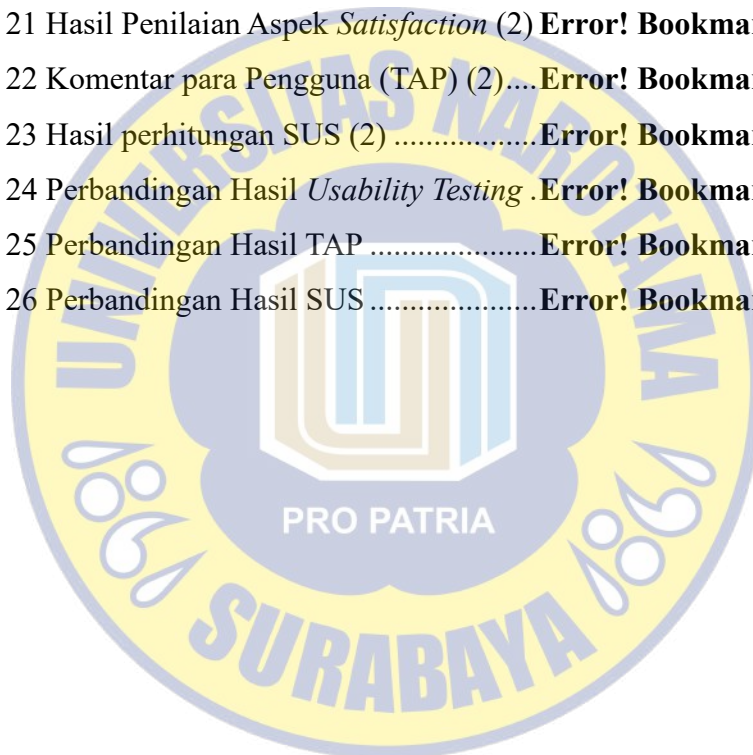 21 Hasil Penilaian Aspek Satisfaction (2) Error! Bookma
22 Komentar para Pengguna (TAP) (2)....Error! Bookma
23 Hasil perhitungan SUS (2) ..................Error! Bookma
24 Perbandingan Hasil Usability Testing .Error! Bookma
25 Perbandingan Hasil TAP .....................Error! Bookma
26 Perbandingan Hasil SUS .....................Error! Bookma
UNIVERSITAS NAROTAMA
PRO PATRIA
SURABAYA